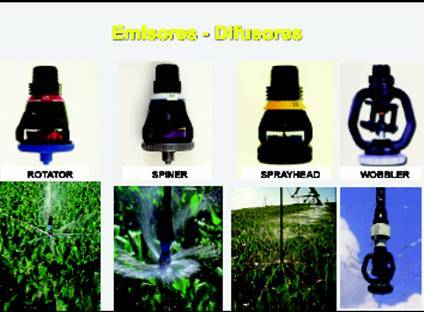 Emisores - Difusores
ROTATOR
SPINER
SPRAYHEAD
WOBBLER